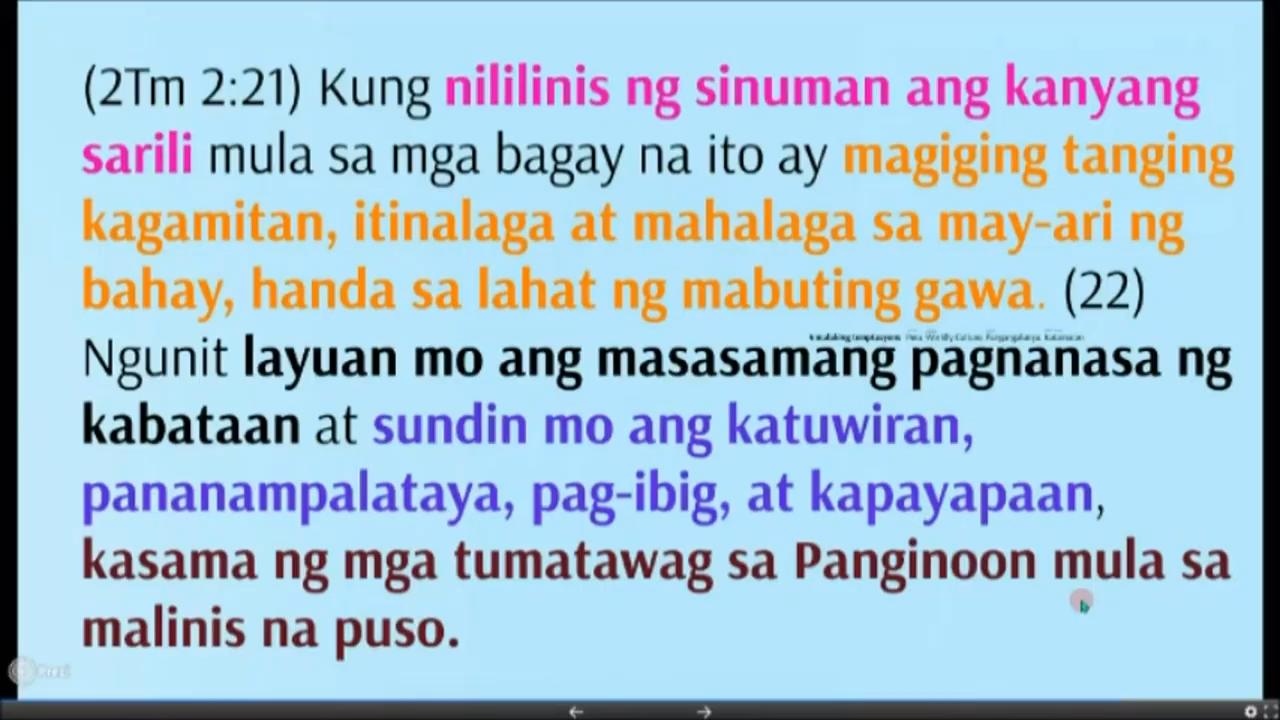 (2Tm 2:21) Kung nililinis ng sinuman ang kanyang
sarili mula sa mga bagay na ito ay magiging tanging
kagamitan, itinalaga at mahalaga sa may-ari ng
bahay, handa sa lahat ng mabuting gawa. (22)
Ngunit layuan mo ang masasamang pagnanasa ng
kabataan at sundin mo ang katuwiran,
pananampalataya, pag-ibig, at kapayapaan,
kasama ng mga tumatawag sa Panginoon mula sa
malinis na puso.
Prezi